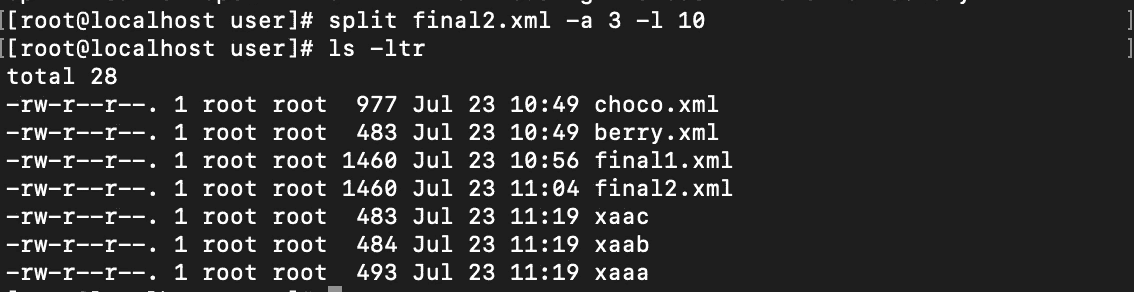 [[root@localhost user]# split final2.xml -a 3 -l 10 ]
[[root@localhost user]# ls -ltr ]
total 28
-rw-r--r--. 1 root root  977 Jul 23 10:49 choco.xml
-rw-r--r--. 1 root root  483 Jul 23 10:49 berry.xml
-rw-r--r--. 1 root root 1460 Jul 23 10:56 final1.xml
-rw-r--r--. 1 root root 1460 Jul 23 11:04 final2.xml
-rw-r--r--. 1 root root  483 Jul 23 11:19 xaac
-rw-r--r--. 1 root root  484 Jul 23 11:19 xaab
-rw-r--r--. 1 root root  493 Jul 23 11:19 xaaa